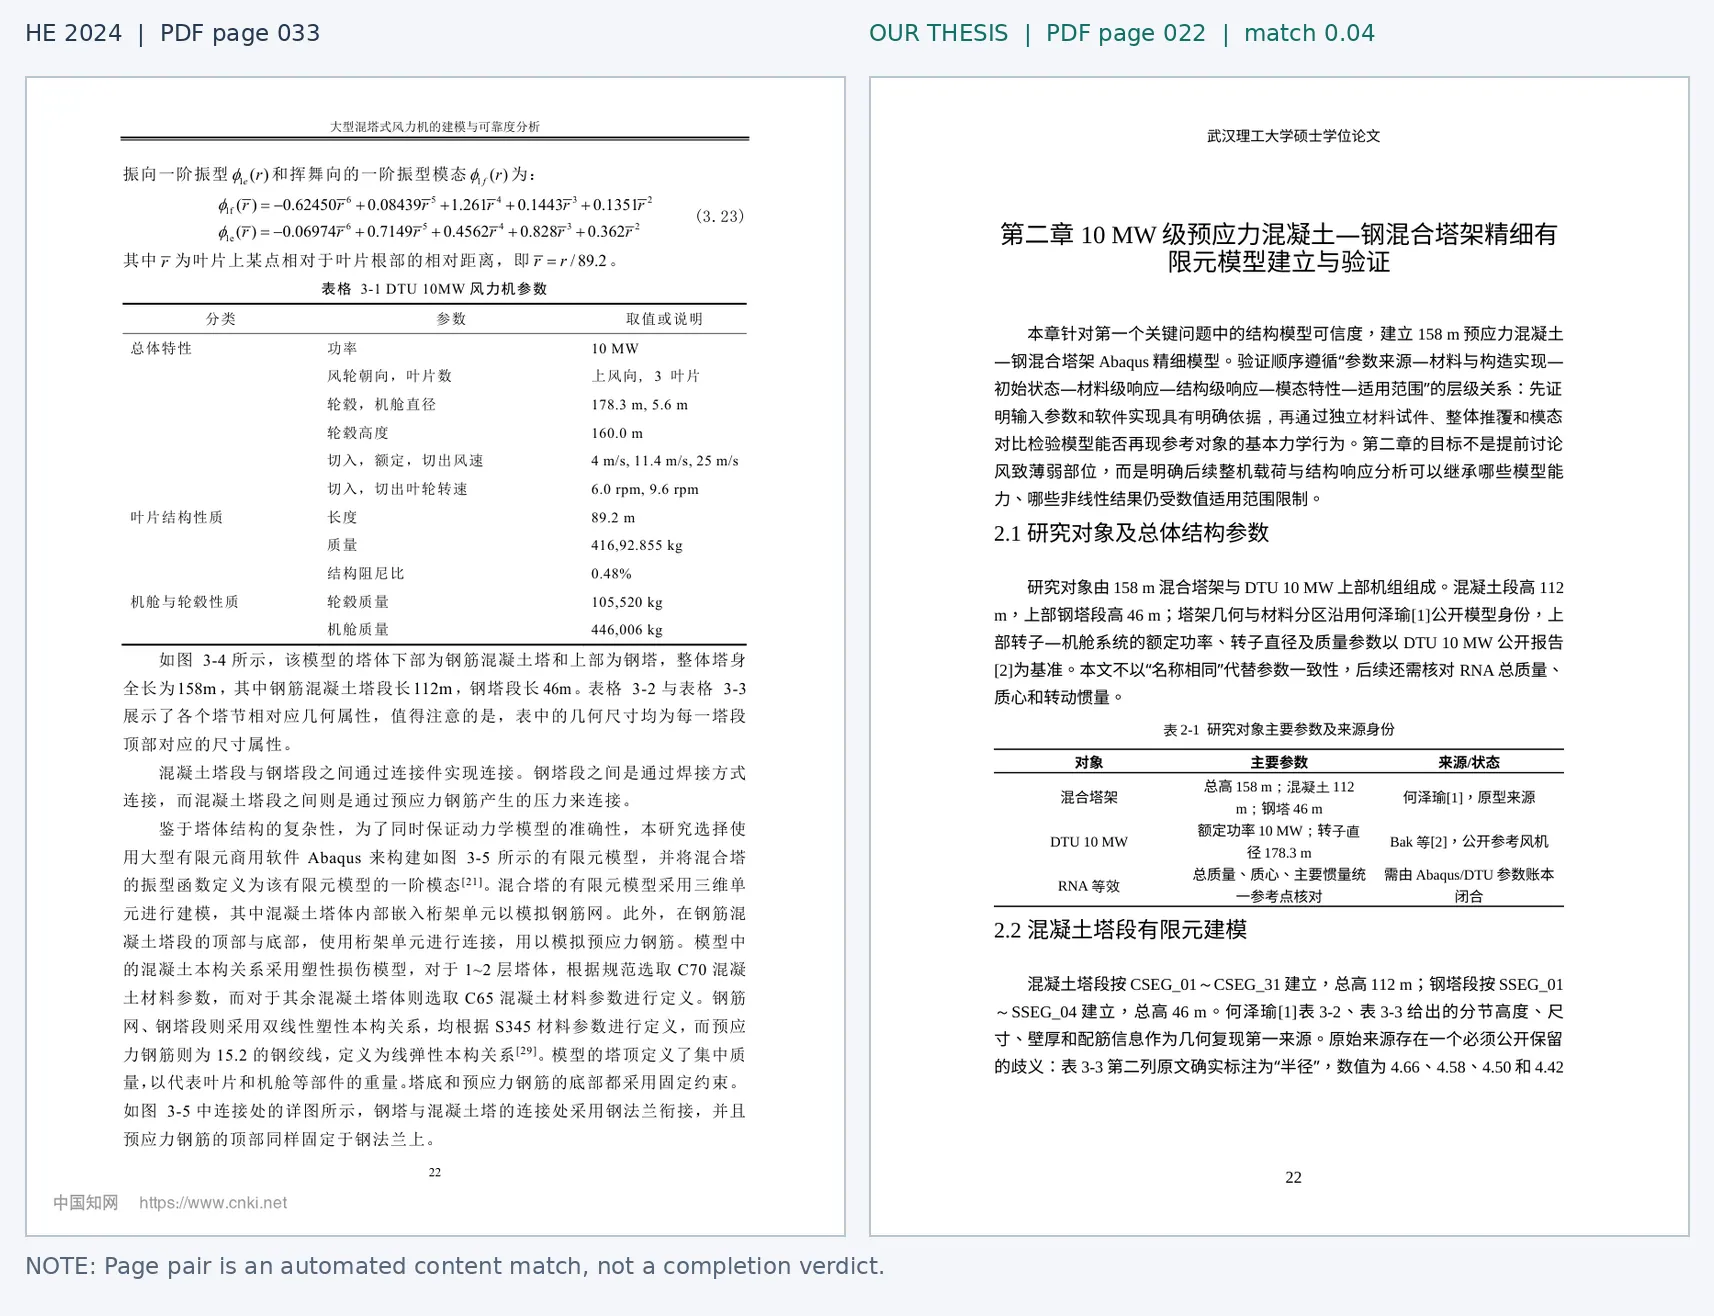 HE 2024 | PDF page 033
大型混塔式风力机的建模与可靠度分析
振向一阶振型ϕ1e(r)和挥舞向的一阶振型模态ϕ1f(r)为：
ϕ1f(r̅) = −0.62450r̅⁶ + 0.08439r̅⁵ + 1.261r̅⁴ + 0.1443r̅³ + 0.1351r̅²
ϕ1e(r̅) = −0.06974r̅⁶ + 0.7149r̅⁵ + 0.4562r̅⁴ + 0.828r̅³ + 0.362r̅²
(3.23)
其中r̅为叶片上某点相对于叶片根部的相对距离，即r̅ = r / 89.2。
表格 3-1 DTU 10MW 风力机参数
分类 参数 取值或说明
总体特性 功率 10 MW
风轮朝向，叶片数 上风向，3 叶片
轮毂，机舱直径 178.3 m, 5.6 m
轮毂高度 160.0 m
切入，额定，切出风速 4 m/s, 11.4 m/s, 25 m/s
切入，切出叶轮转速 6.0 rpm, 9.6 rpm
叶片结构性质 长度 89.2 m
质量 416,92.855 kg
结构阻尼比 0.48%
机舱与轮毂性质 轮毂质量 105,520 kg
机舱质量 446,006 kg
如图 3-4 所示，该模型的塔体下部为钢筋混凝土塔和上部为钢塔，整体塔身
全长为158m，其中钢筋混凝土塔段长112m，钢塔段长 46m。表格 3-2 与表格 3-3
展示了各个塔节相对应几何属性，值得注意的是，表中的几何尺寸均为每一塔段
顶部对应的尺寸属性。
混凝土塔段与钢塔段之间通过连接件实现连接。钢塔段之间是通过焊接方式
连接，而混凝土塔段之间则是通过预应力钢筋产生的压力来连接。
鉴于塔体结构的复杂性，为了同时保证动力学模型的准确性，本研究选择使
用大型有限元商用软件 Abaqus 来构建如图 3-5 所示的有限元模型，并将混合塔
的振型函数定义为该有限元模型的一阶模态[21]。混合塔的有限元模型采用三维单
元进行建模，其中混凝土塔体内部嵌入桁架单元以模拟钢筋网。此外，在钢筋混
凝土塔段的顶部与底部，使用桁架单元进行连接，用以模拟预应力钢筋。模型中
的混凝土本构关系采用塑性损伤模型，对于 1~2 层塔体，根据规范选取 C70 混凝
土材料参数，而对于其余混凝土塔体则选取 C65 混凝土材料参数进行定义。钢筋
网、钢塔段则采用双线性塑性本构关系，均根据 S345 材料参数进行定义，而预应
力钢筋则为 15.2 的钢绞线，定义为线弹性本构关系[29]。模型的塔顶定义了集中质
量，以代表叶片和机舱等部件的重量。塔底和预应力钢筋的底部都采用固定约束。
如图 3-5 中连接处的详图所示，钢塔与混凝土塔的连接处采用钢法兰衔接，并且
预应力钢筋的顶部同样固定于钢法兰上。
22
中国知网 https://www.cnki.net
OUR THESIS | PDF page 022 | match 0.04
武汉理工大学硕士学位论文
第二章 10 MW 级预应力混凝土—钢混合塔架精细有
限元模型建立与验证
本章针对第一个关键问题中的结构模型可信度，建立 158 m 预应力混凝土
—钢混合塔架 Abaqus 精细模型。验证顺序遵循“参数来源—材料与构造实现—
初始状态—材料级响应—结构级响应—模态特性—适用范围”的层级关系：先证
明输入参数和软件实现具有明确依据，再通过独立材料试件、整体推覆和模态
对比检验模型能否再现参考对象的基本力学行为。第二章的目标不是提前讨论
风致薄弱部位，而是明确后续整机载荷与结构响应分析可以继承哪些模型能
力、哪些非线性结果仍受数值适用范围限制。
2.1 研究对象及总体结构参数
研究对象由 158 m 混合塔架与 DTU 10 MW 上部机组组成。混凝土段高 112
m，上部钢塔段高 46 m；塔架几何与材料分区沿用何泽瑜[1]公开模型身份，上
部转子—机舱系统的额定功率、转子直径及质量参数以 DTU 10 MW 公开报告
[2]为基准。本文不以“名称相同”代替参数一致性，后续还需核对 RNA 总质量、
质心和转动惯量。
表 2-1 研究对象主要参数及来源身份
对象 主要参数 来源/状态
混合塔架 总高 158 m；混凝土 112 m；钢塔 46 m 何泽瑜[1]，原型来源
DTU 10 MW 额定功率 10 MW；转子直径 178.3 m Bak 等[2]，公开参考风机
RNA 等效 总质量、质心、主要惯量统一参考点核对 需由 Abaqus/DTU 参数账本闭合
2.2 混凝土塔段有限元建模
混凝土塔段按 CSEG_01～CSEG_31 建立，总高 112 m；钢塔段按 SSEG_01
～SSEG_04 建立，总高 46 m。何泽瑜[1]表 3-2、表 3-3 给出的分节高度、尺
寸、壁厚和配筋信息作为几何复现第一来源。原始来源存在一个必须公开保留
的歧义：表 3-3 第二列原文确实标注为“半径”，数值为 4.66、4.58、4.50 和 4.42
22
NOTE: Page pair is an automated content match, not a completion verdict.